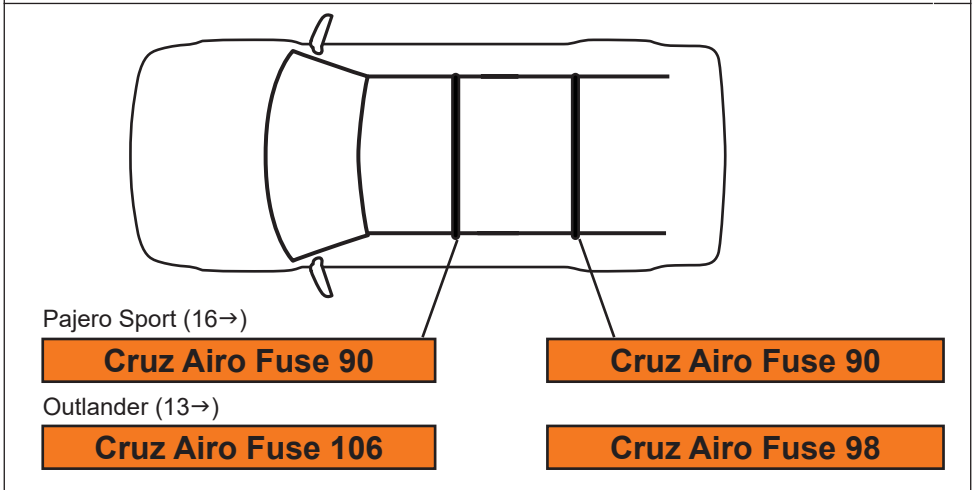 Pajero Sport (16→)
Cruz Airo Fuse 90
Cruz Airo Fuse 90
Outlander (13→)
Cruz Airo Fuse 106
Cruz Airo Fuse 98